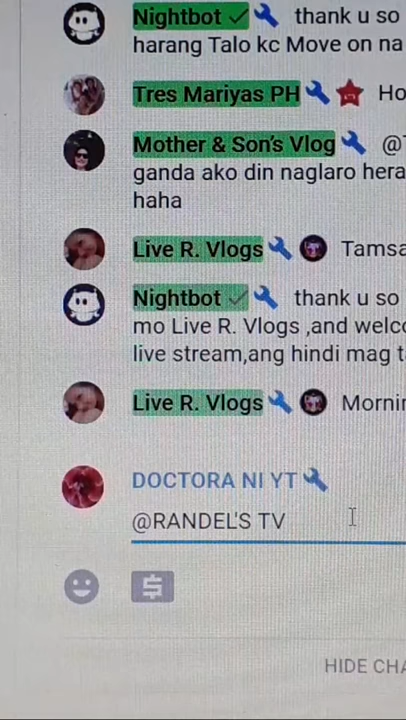 Nightbot thank u so
harang Talo kc Move on na
Tres Mariyas PH Ho
Mother & Son's Vlog @
ganda ako din naglaro hera
haha
Live R. Vlogs Tamsa
Nightbot thank u so
mo Live R. Vlogs ,and welco
live stream,ang hindi mag t
Live R. Vlogs Mornin
DOCTORA NI YT
@RANDEL'S TV
HIDE CHA